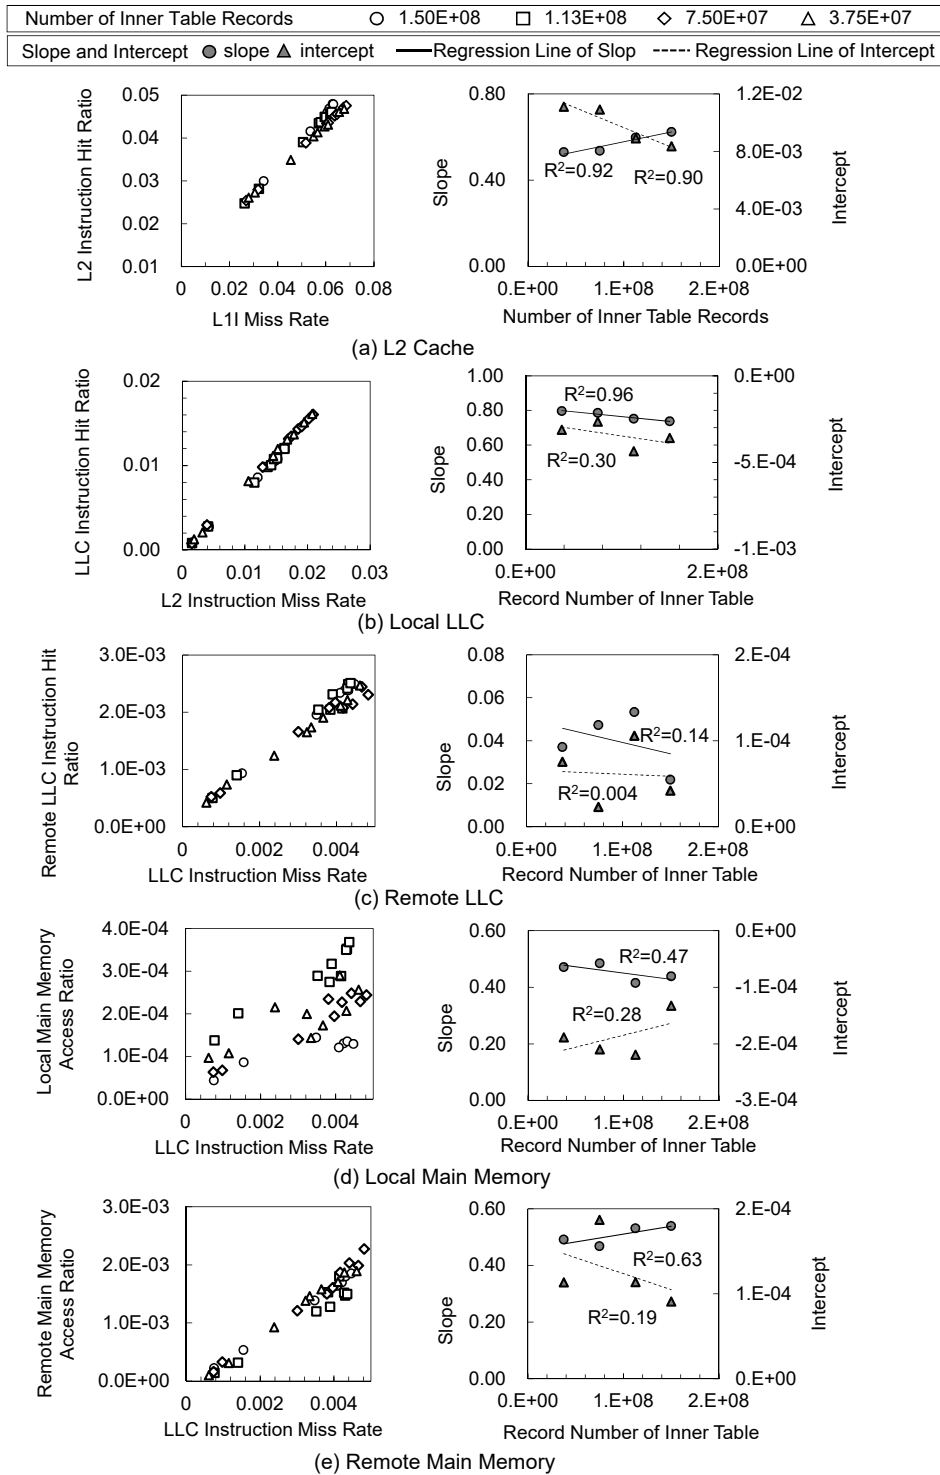 Number of Inner Table Records 1.50E+08 1.13E+08 7.50E+07 3.75E+07
Slope and Intercept slope intercept Regression Line of Slop Regression Line of Intercept
L2 Instruction Hit Ratio
0.05
0.04
0.03
0.02
0.01
0 0.02 0.04 0.06 0.08
L1I Miss Rate
Slope
0.80
0.40
0.00
R²=0.92
R²=0.90
1.2E-02
8.0E-03
4.0E-03
0.0E+00
Intercept
0.E+00 1.E+08 2.E+08
Number of Inner Table Records
(a) L2 Cache
LLC Instruction Hit Ratio
0.02
0.01
0.00
0 0.01 0.02 0.03
L2 Instruction Miss Rate
Slope
1.00
0.80
0.60
0.40
0.20
0.00
R²=0.96
R²=0.30
0.E+00
-5.E-04
-1.E-03
Intercept
0.E+00 2.E+08
Record Number of Inner Table
(b) Local LLC
Remote LLC Instruction Hit
Ratio
3.0E-03
2.0E-03
1.0E-03
0.0E+00
0 0.002 0.004
LLC Instruction Miss Rate
Slope
0.08
0.06
0.04
0.02
0.00
R²=0.14
R²=0.004
2.E-04
1.E-04
0.E+00
Intercept
0.E+00 1.E+08 2.E+08
Record Number of Inner Table
(c) Remote LLC
Local Main Memory
Access Ratio
4.0E-04
3.0E-04
2.0E-04
1.0E-04
0.0E+00
0 0.002 0.004
LLC Instruction Miss Rate
Slope
0.60
0.40
0.20
0.00
R²=0.47
R²=0.28
0.E+00
-1.E-04
-2.E-04
-3.E-04
Intercept
0.E+00 1.E+08 2.E+08
Record Number of Inner Table
(d) Local Main Memory
Remote Main Memory
Access Ratio
3.0E-03
2.0E-03
1.0E-03
0.0E+00
0 0.002 0.004
LLC Instruction Miss Rate
Slope
0.60
0.40
0.20
0.00
R²=0.63
R²=0.19
2.E-04
1.E-04
0.E+00
Intercept
0.E+00 1.E+08 2.E+08
Record Number of Inner Table
(e) Remote Main Memory